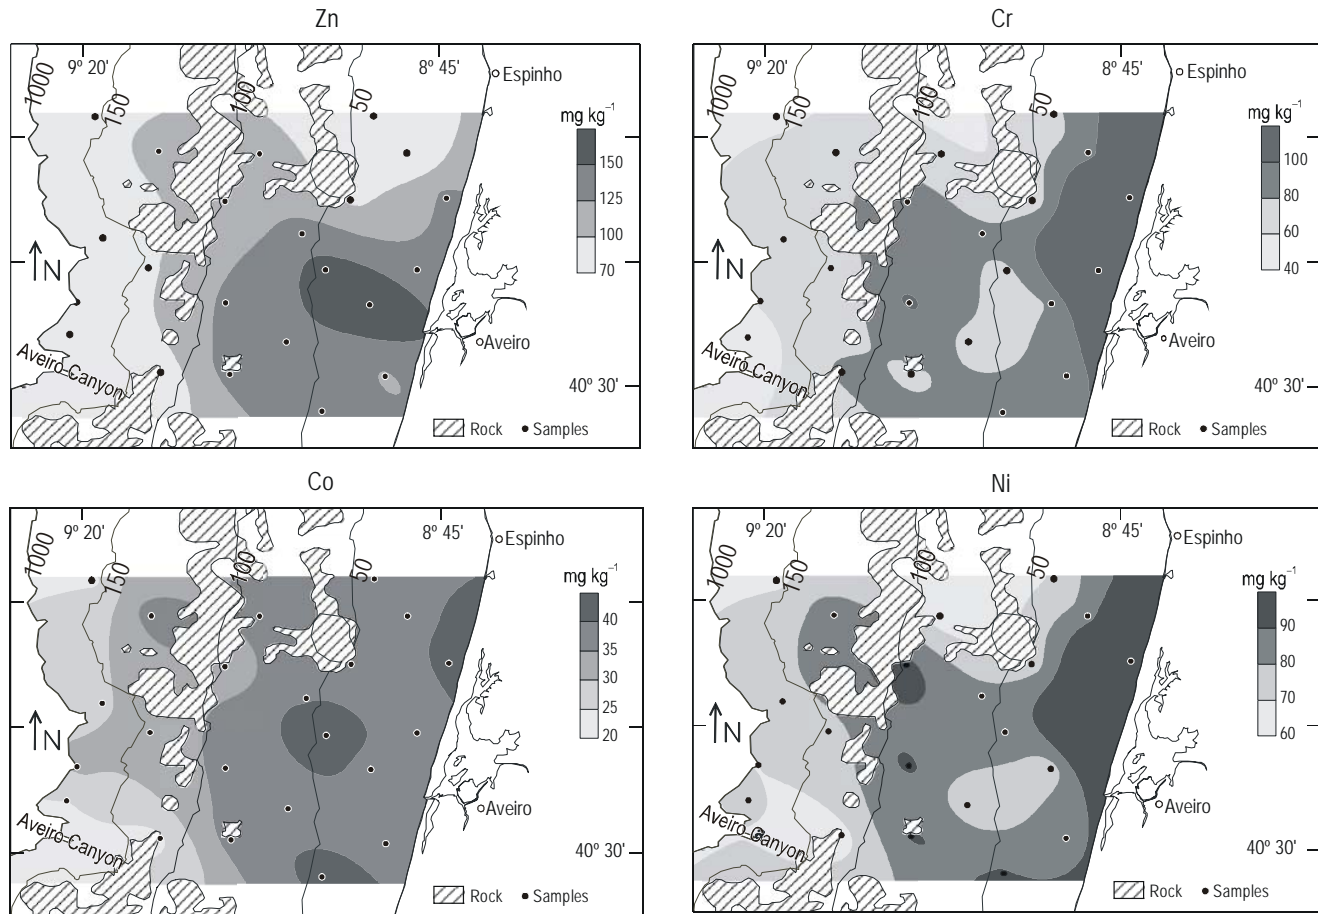 Zn
9º 20'
8º 45'
Espinho
1000
150
100
50
mg kg⁻¹
150
125
100
70
N
Aveiro Canyon
Aveiro
40º 30'
Rock
Samples
Cr
9º 20'
8º 45'
Espinho
1000
150
100
50
mg kg⁻¹
100
80
60
40
N
Aveiro Canyon
Aveiro
40º 30'
Rock
Samples
Co
9º 20'
8º 45'
Espinho
1000
150
100
50
mg kg⁻¹
40
35
30
25
20
N
Aveiro Canyon
Aveiro
40º 30'
Rock
Samples
Ni
9º 20'
8º 45'
Espinho
1000
150
100
50
mg kg⁻¹
90
80
70
60
N
Aveiro Canyon
Aveiro
40º 30'
Rock
Samples